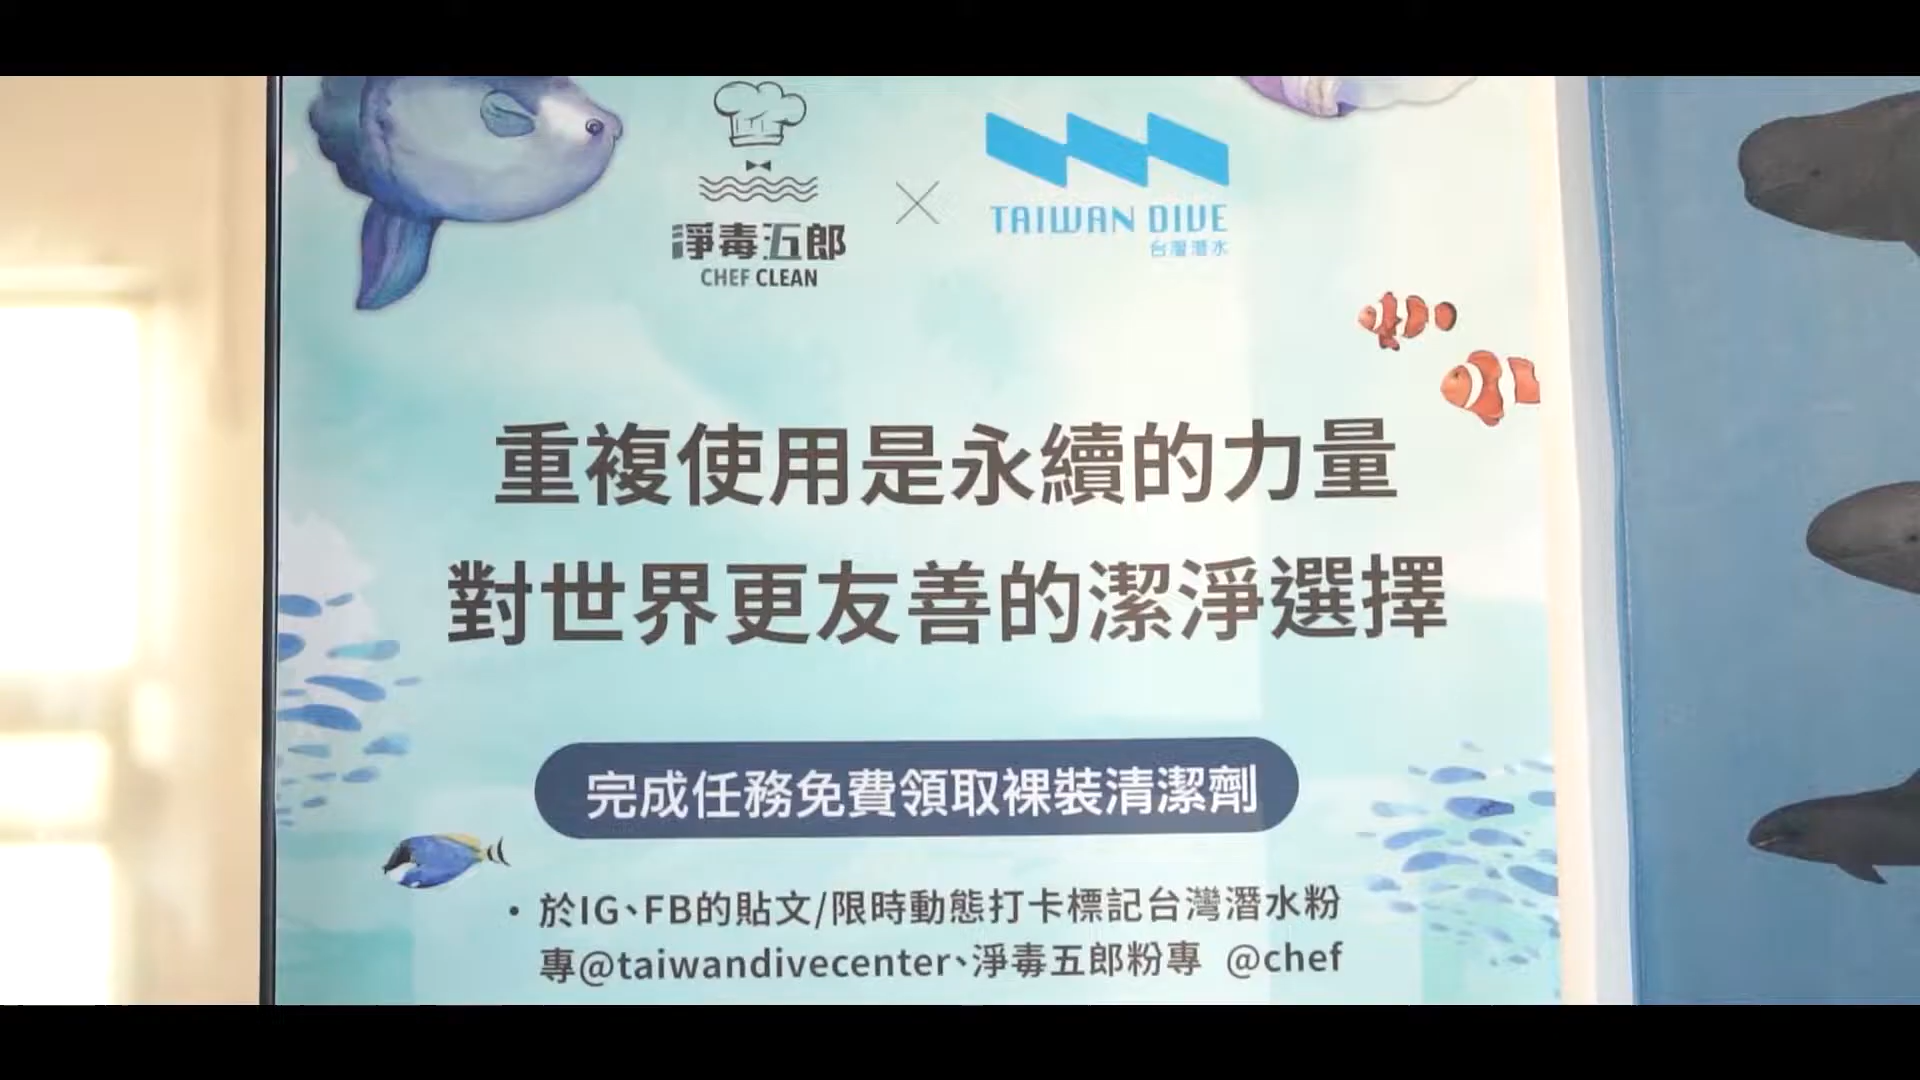 淨毒五郎
CHEF CLEAN
×
TAIWAN DIVE
台灣潛水
重複使用是永續的力量
對世界更友善的潔淨選擇
完成任務免費領取裸裝清潔劑
• 於IG、FB的貼文/限時動態打卡標記台灣潛水粉
專@taiwandivecenter、淨毒五郎粉專 @chef